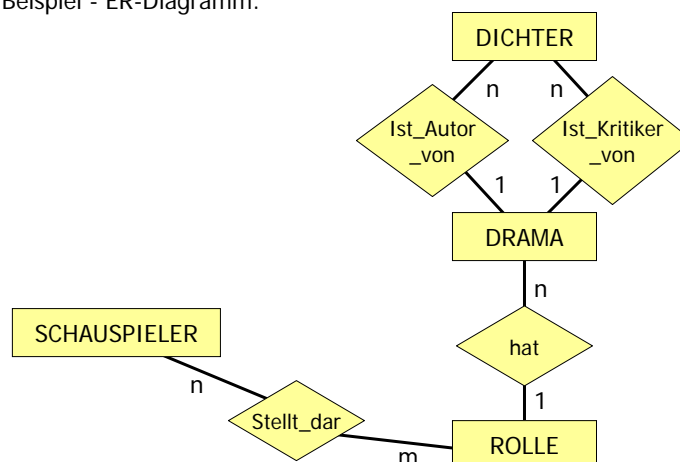 Beispiel - ER-Diagramm:
DICHTER
n
n
Ist_Autor
_von
Ist_Kritiker
_von
1
1
DRAMA
n
SCHAUSPIELER
hat
n
1
Stellt_dar
m
ROLLE